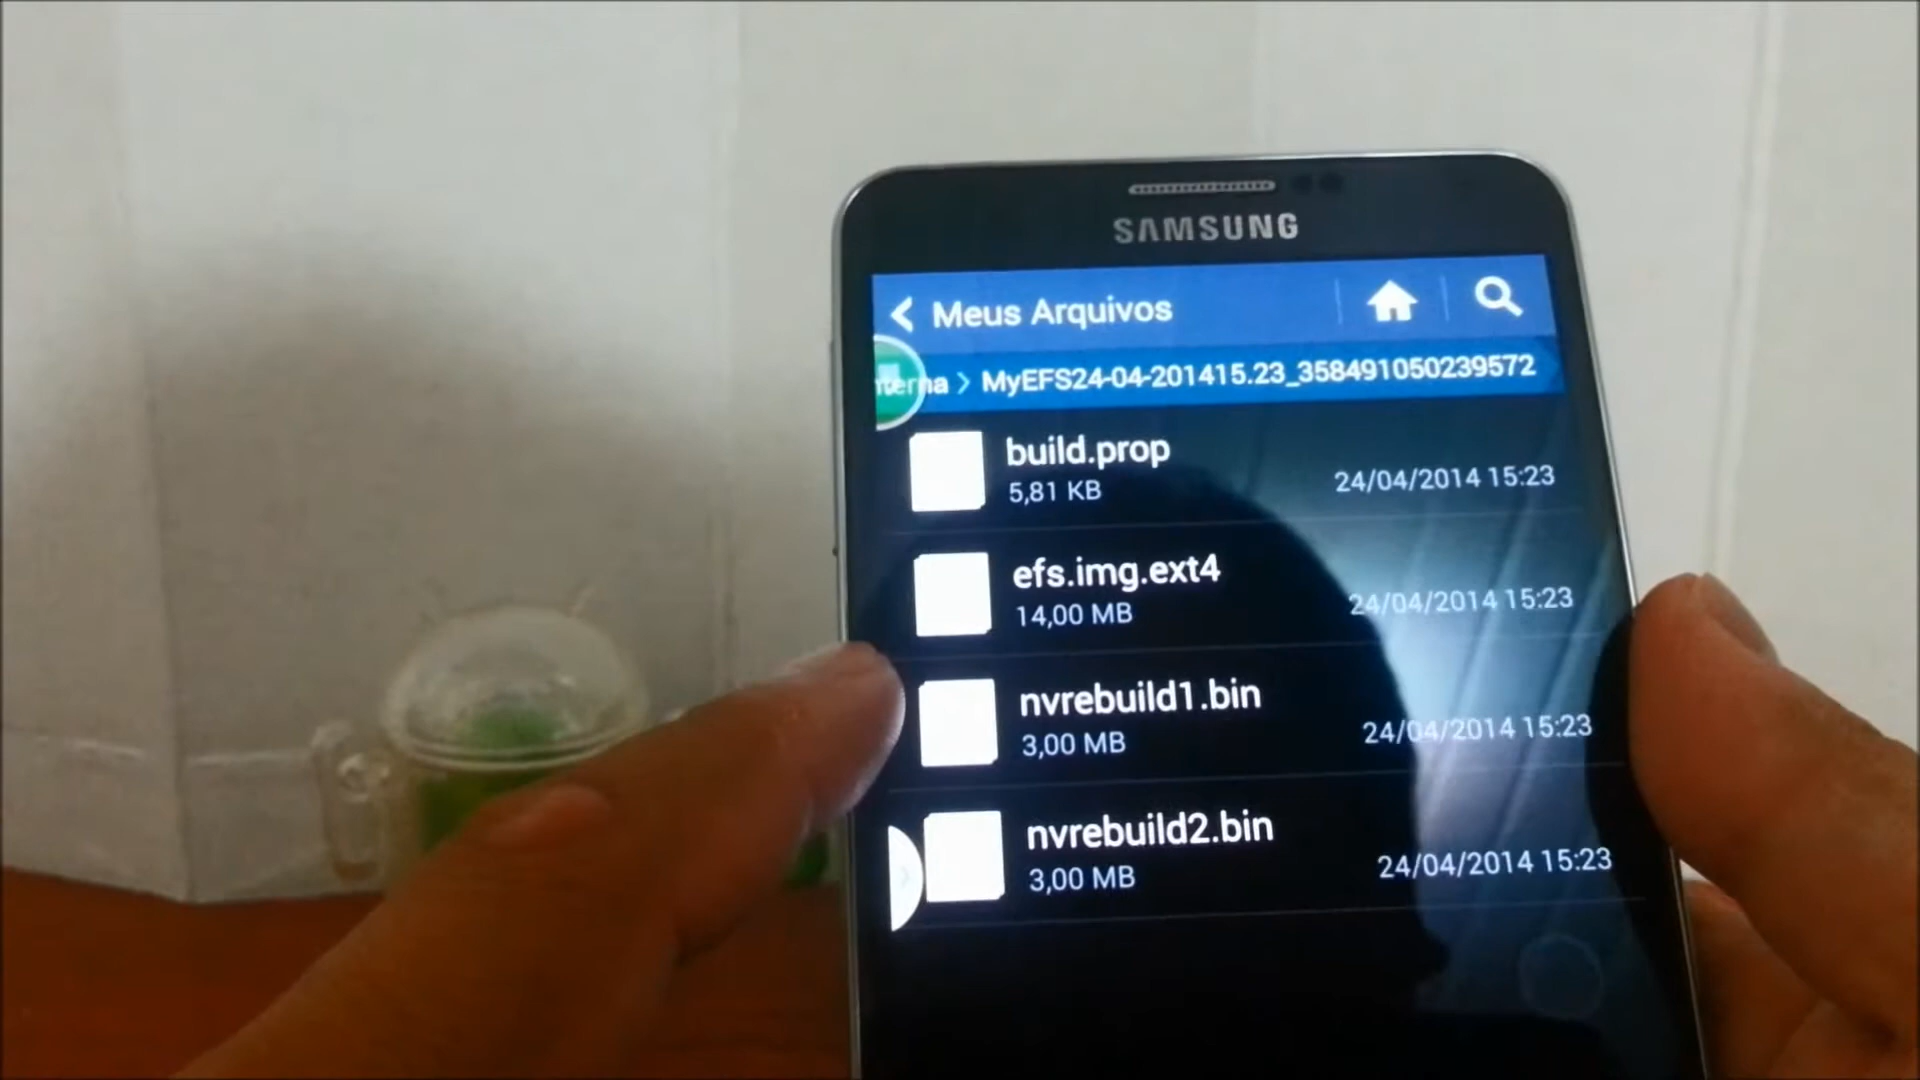 SAMSUNG
Meus Arquivos
nterna > MyEFS24-04-201415.23_358491050239572
build.prop
5,81 KB
24/04/2014 15:23
efs.img.ext4
14,00 MB
24/04/2014 15:23
nvrebuild1.bin
3,00 MB
24/04/2014 15:23
nvrebuild2.bin
3,00 MB
24/04/2014 15:23